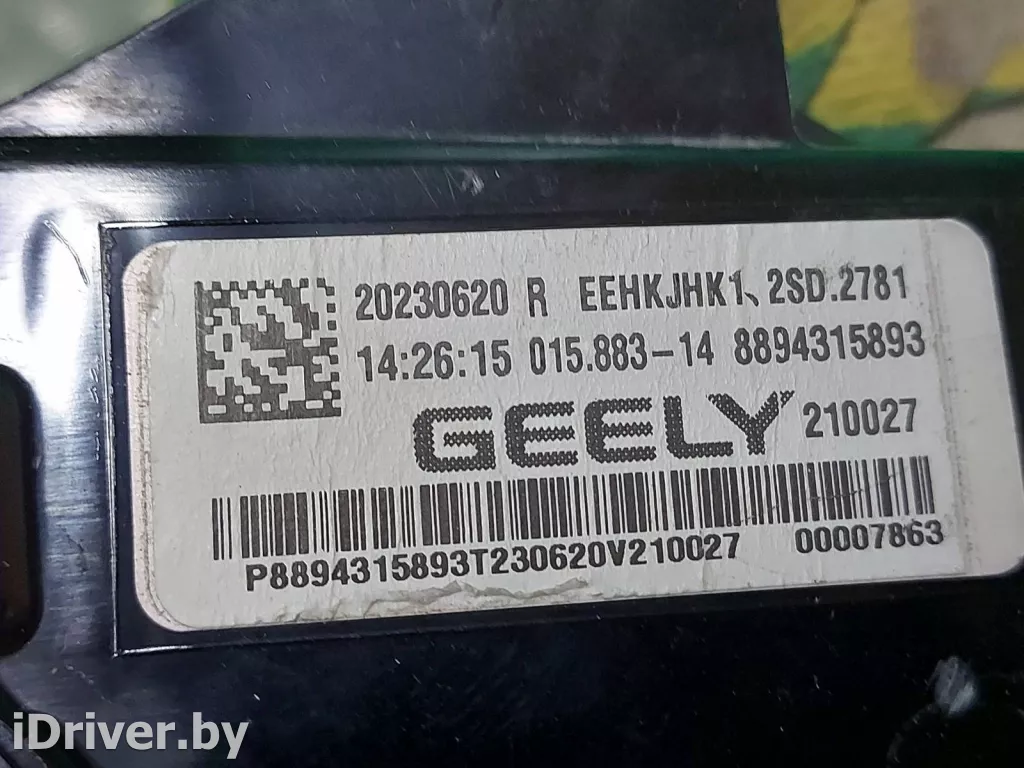 20230620 R EEHKJHK1、2SD.2781
14:26:15 015.883-14 8894315893
GEELY 210027
P8894315893T230620V210027 00007863
iDriver.by